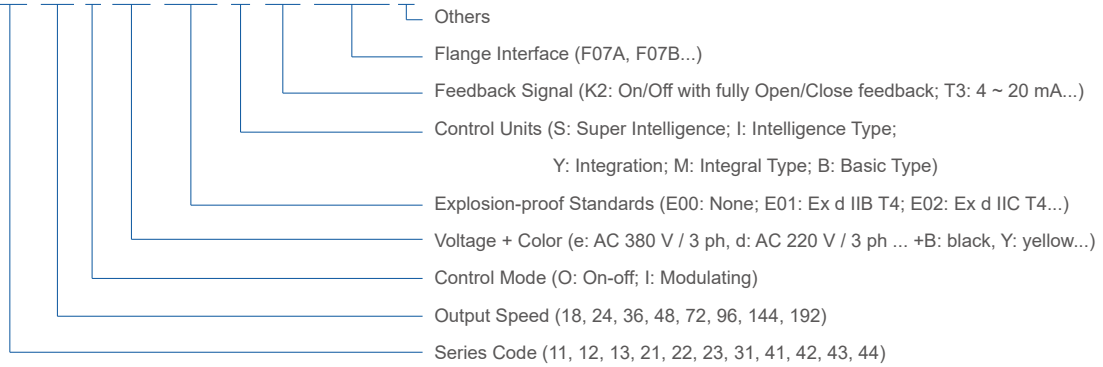 Others
Flange Interface (F07A, F07B...)
Feedback Signal (K2: On/Off with fully Open/Close feedback; T3: 4 ~ 20 mA...)
Control Units (S: Super Intelligence; I: Intelligence Type;
Y: Integration; M: Integral Type; B: Basic Type)
Explosion-proof Standards (E00: None; E01: Ex d IIB T4; E02: Ex d IIC T4...)
Voltage + Color (e: AC 380 V / 3 ph, d: AC 220 V / 3 ph ... +B: black, Y: yellow...)
Control Mode (O: On-off; I: Modulating)
Output Speed (18, 24, 36, 48, 72, 96, 144, 192)
Series Code (11, 12, 13, 21, 22, 23, 31, 41, 42, 43, 44)